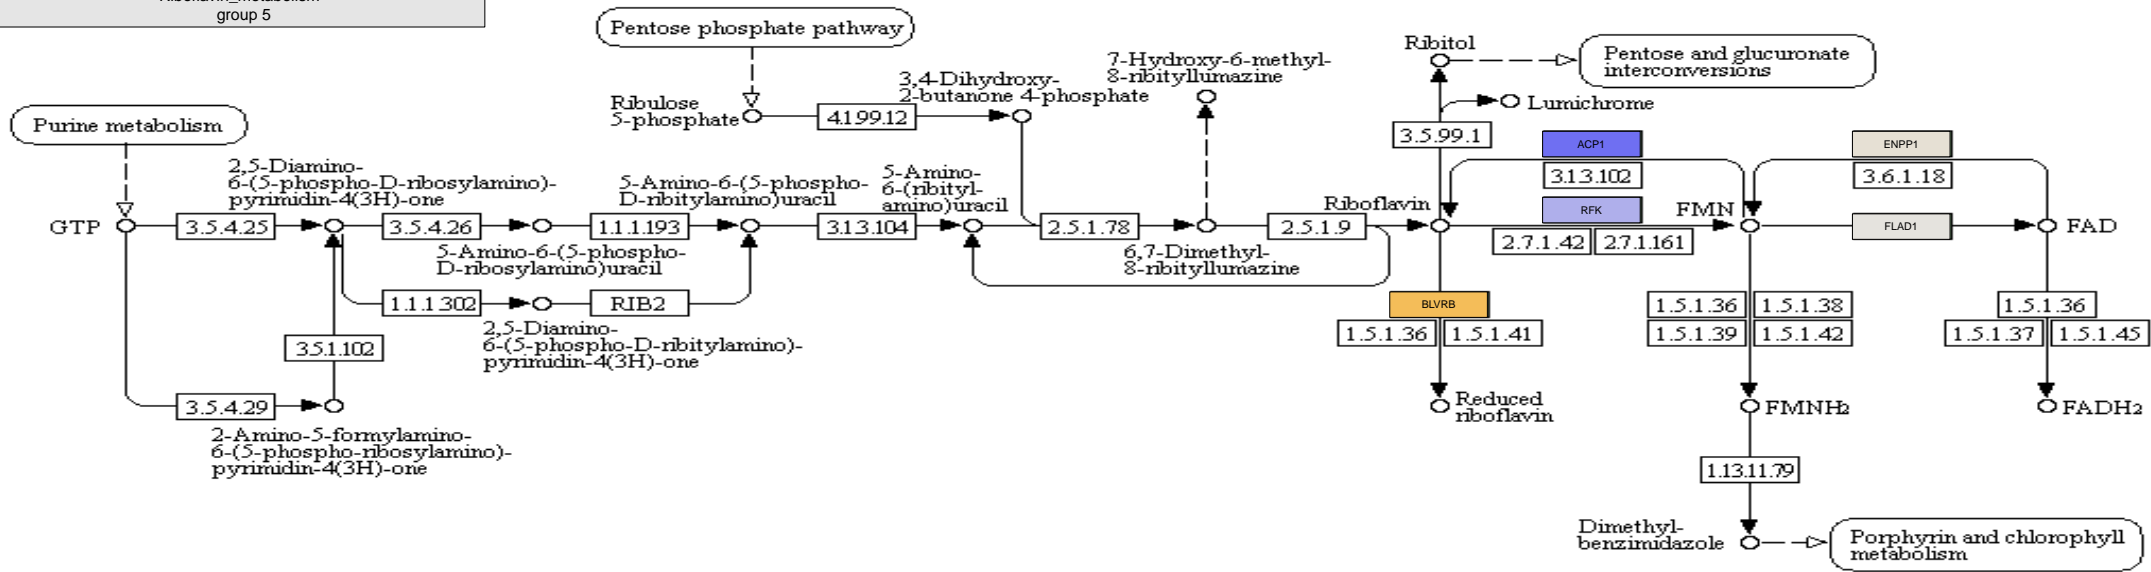 Riboflavin_metabolism
group 5
Pentose phosphate pathway
Ribitol
Pentose and glucuronate
interconversions
7-Hydroxy-6-methyl-
8-ribityllumazine
3,4-Dihydroxy-
2-butanone 4-phosphate
Ribulose
5-phosphate
4.1.99.12
Lumichrome
Purine metabolism
3.5.99.1
ACP1
ENPP1
2,5-Diamino-
6-(5-phospho-D-ribosylamino)-
pyrimidin-4(3H)-one
5-Amino-6-(5-phospho-
D-ribitylamino)uracil
5-Amino-
6-(ribityl-
amino)uracil
3.1.3.102
3.6.1.18
Riboflavin
RFK
FMN
GTP
3.5.4.25
3.5.4.26
1.1.1.193
3.1.3.104
2.5.1.78
2.5.1.9
FLAD1
FAD
2.7.1.42
2.7.1.161
5-Amino-6-(5-phospho-
D-ribosylamino)uracil
6,7-Dimethyl-
8-ribityllumazine
1.1.1.302
RIB2
BLVRB
1.5.1.36
1.5.1.38
1.5.1.36
2,5-Diamino-
6-(5-phospho-D-ribitylamino)-
pyrimidin-4(3H)-one
1.5.1.36
1.5.1.41
1.5.1.39
1.5.1.42
1.5.1.37
1.5.1.45
3.5.1.102
3.5.4.29
Reduced
riboflavin
FMNH2
FADH2
2-Amino-5-formylamino-
6-(5-phospho-ribosylamino)-
pyrimidin-4(3H)-one
1.13.11.79
Dimethyl-
benzimidazole
Porphyrin and chlorophyll
metabolism